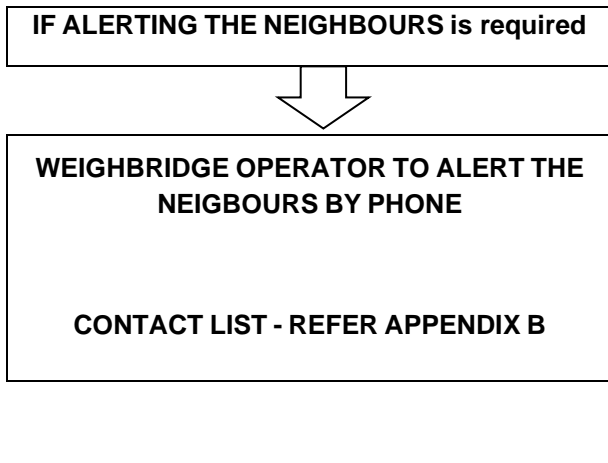 IF ALERTING THE NEIGHBOURS is required
WEIGHBRIDGE OPERATOR TO ALERT THE
NEIGBOURS BY PHONE
CONTACT LIST - REFER APPENDIX B